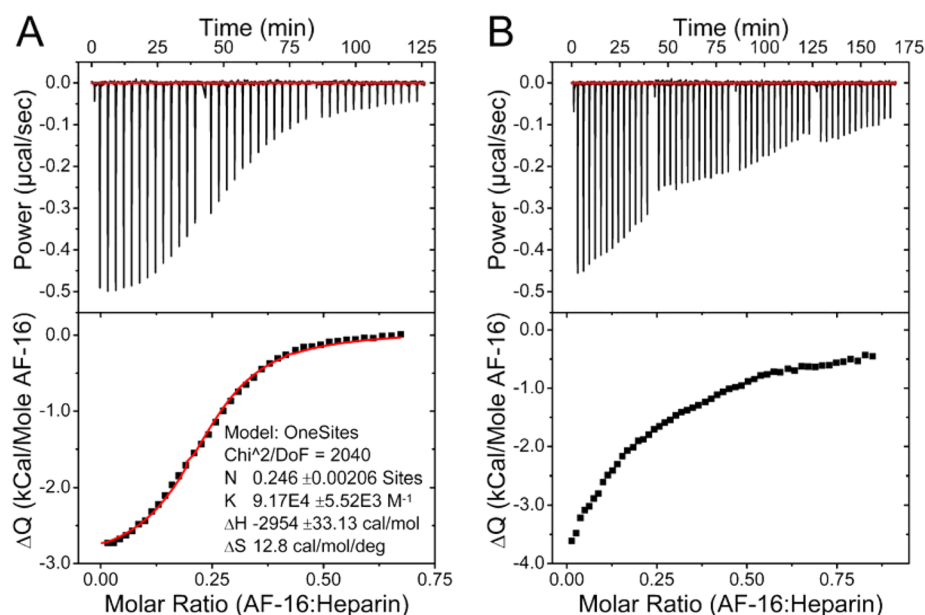 A
Time (min)
0 25 50 75 100 125
Power (µcal/sec)
0.0
-0.1
-0.2
-0.3
-0.4
-0.5
ΔQ (kCal/Mole AF-16)
0.0
-1.0
-2.0
-3.0
Model: OneSites
Chi^2/DoF = 2040
N 0.246 ±0.00206 Sites
K 9.17E4 ±5.52E3 M⁻¹
ΔH -2954 ±33.13 cal/mol
ΔS 12.8 cal/mol/deg
0.00 0.25 0.50 0.75
Molar Ratio (AF-16:Heparin)
B
Time (min)
0 25 50 75 100 125 150 175
Power (µcal/sec)
0.0
-0.1
-0.2
-0.3
-0.4
-0.5
ΔQ (kCal/Mole AF-16)
0.0
-1.0
-2.0
-3.0
-4.0
0.00 0.25 0.50 0.75
Molar Ratio (AF-16:Heparin)